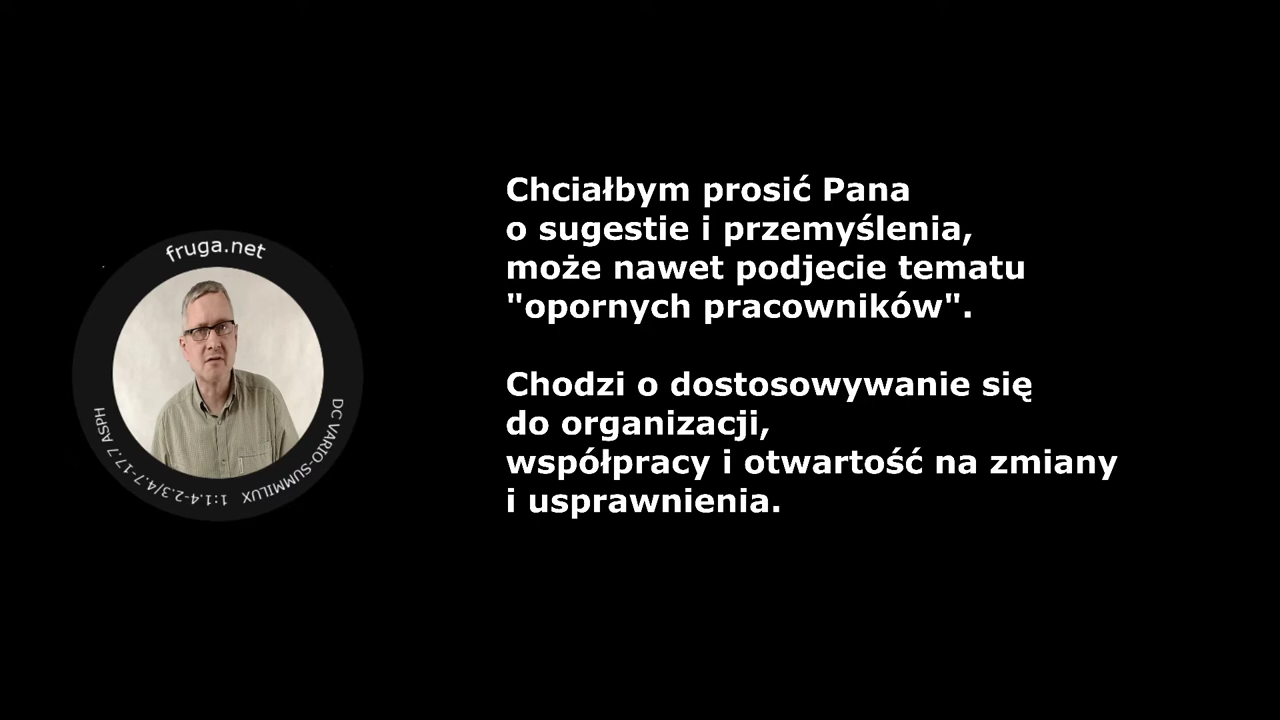 fruga.net
DC VARIO-SUMMILUX 1:1.4-2.3/4.7-17.7 ASPH
Chciałbym prosić Pana
o sugestie i przemyślenia,
może nawet podjecie tematu
"opornych pracowników".
Chodzi o dostosowywanie się
do organizacji,
współpracy i otwartość na zmiany
i usprawnienia.